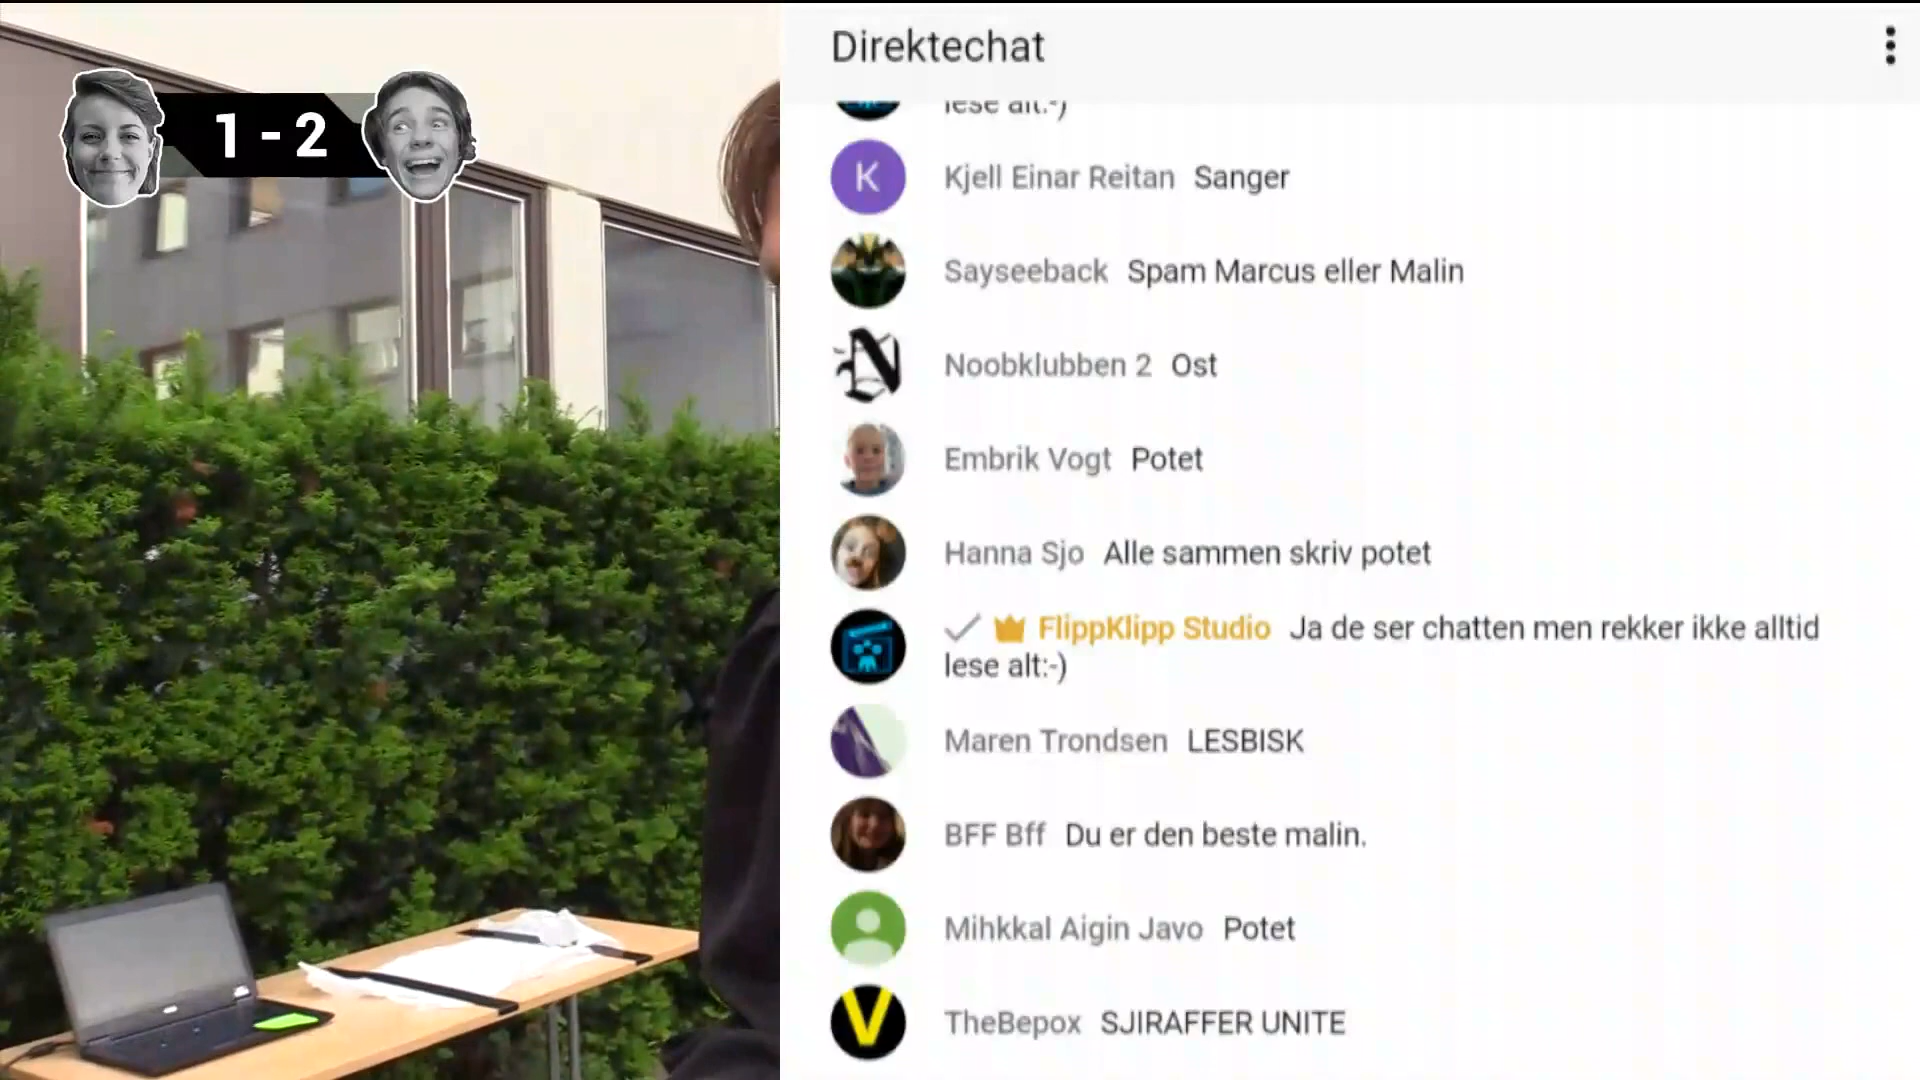 Direktechat
1 - 2
lese alt:-)
K
Kjell Einar Reitan Sanger
Sayseeback Spam Marcus eller Malin
Noobklubben 2 Ost
Embrik Vogt Potet
Hanna Sjo Alle sammen skriv potet
FlippKlipp Studio Ja de ser chatten men rekker ikke alltid
lese alt:-)
Maren Trondsen LESBISK
BFF Bff Du er den beste malin.
Mihkkal Aigin Javo Potet
TheBepox SJIRAFFER UNITE